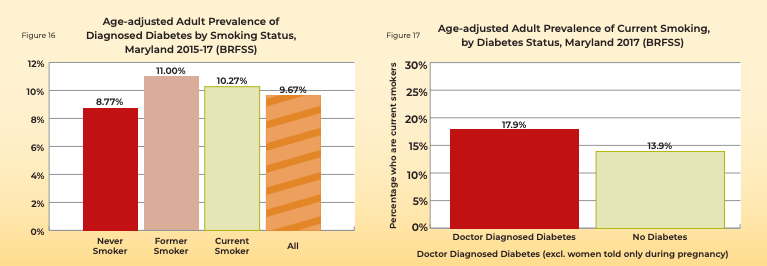 Figure 16
Age-adjusted Adult Prevalence of
Diagnosed Diabetes by Smoking Status,
Maryland 2015-17 (BRFSS)
12%
10%
8%
6%
4%
2%
0%
8.77%
11.00%
10.27%
9.67%
Never
Smoker
Former
Smoker
Current
Smoker
All
Figure 17
Age-adjusted Adult Prevalence of Current Smoking,
by Diabetes Status, Maryland 2017 (BRFSS)
Percentage who are current smokers
30%
25%
20%
15%
10%
5%
0%
17.9%
13.9%
Doctor Diagnosed Diabetes
No Diabetes
Doctor Diagnosed Diabetes (excl. women told only during pregnancy)